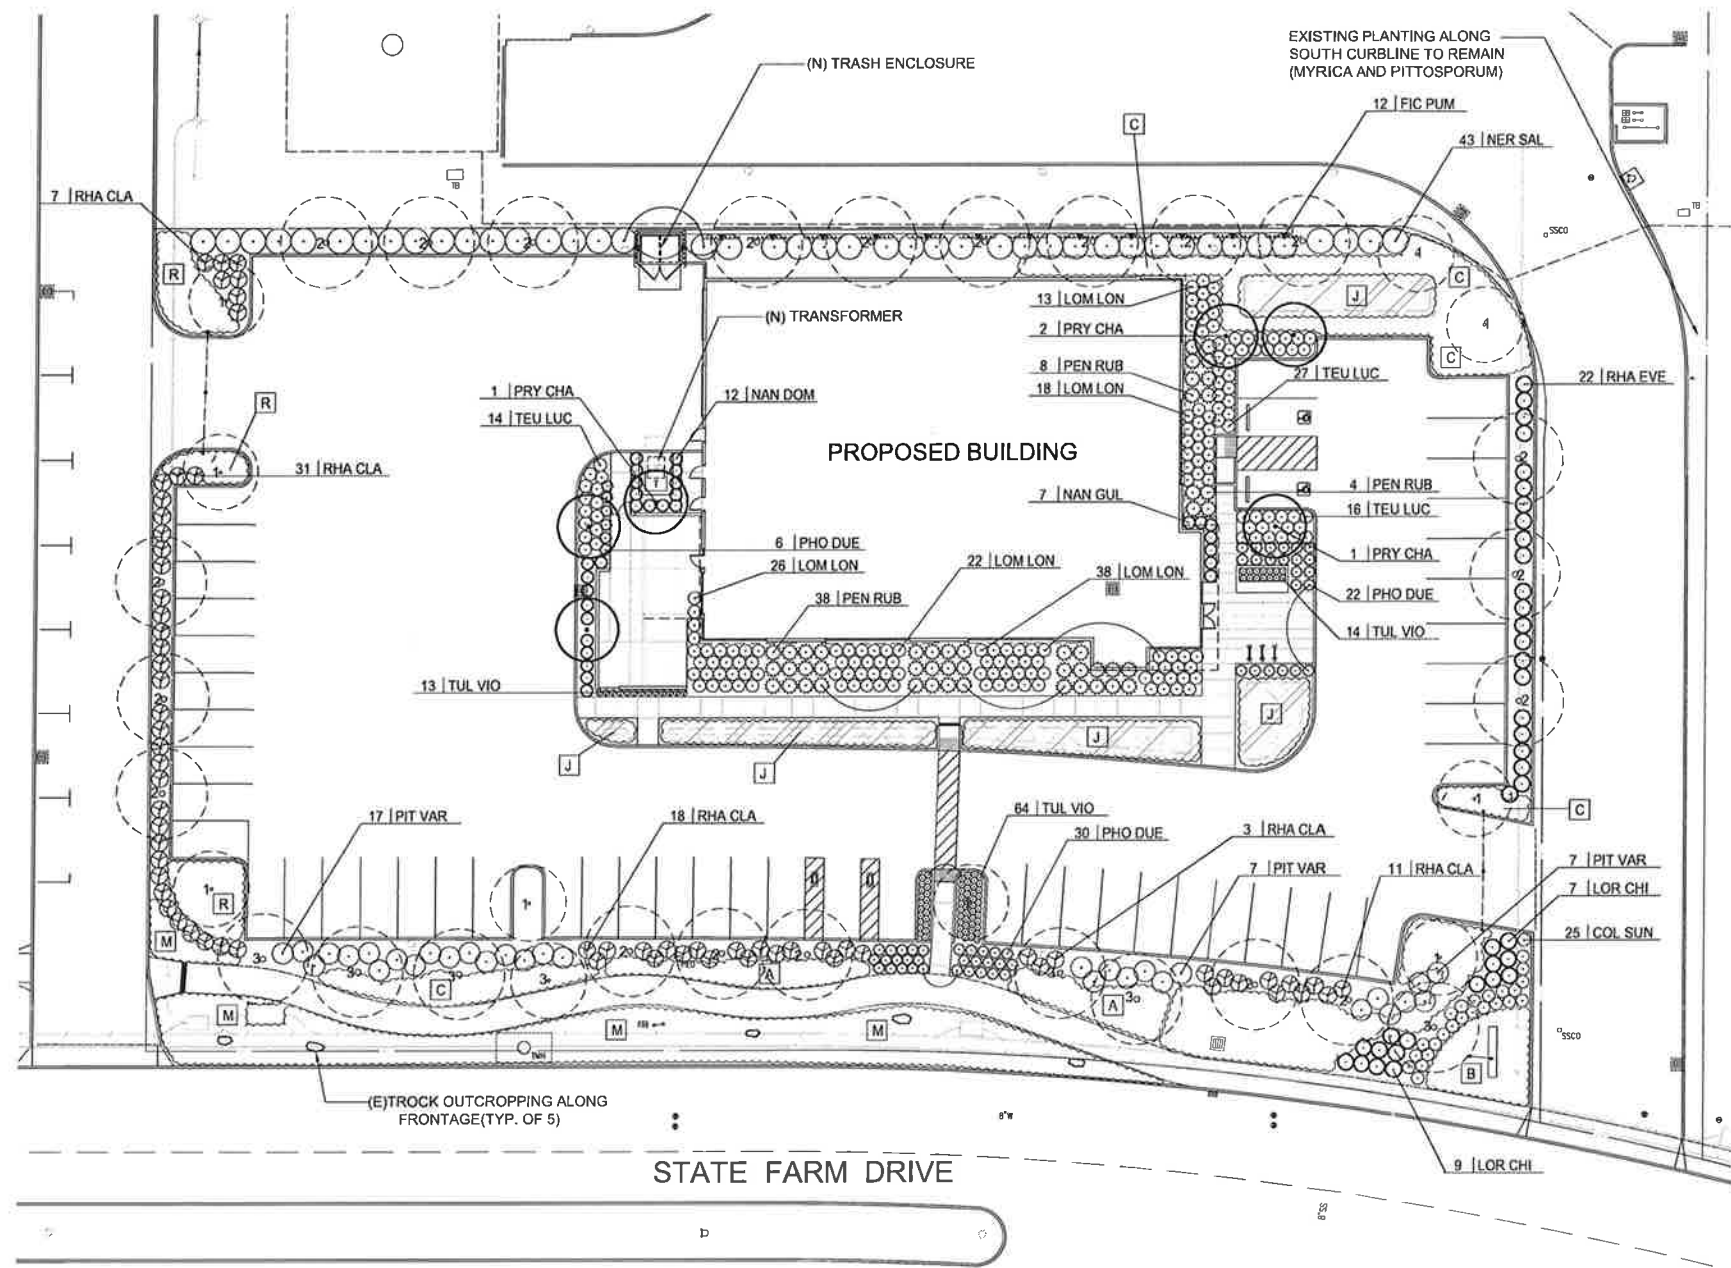 EXISTING PLANTING ALONG
SOUTH CURBLINE TO REMAIN
(MYRICA AND PITTOSPORUM)
(N) TRASH ENCLOSURE
12 | FIC PUM
C
43 | NER SAL
7 | RHA CLA
TB
TB
SSCO
R
C
J
13 | LOM LON
(N) TRANSFORMER
2 | PRY CHA
C
8 | PEN RUB
27 | TEU LUC
22 | RHA EVE
1 | PRY CHA
12 | NAN DOM
18 | LOM LON
R
14 | TEU LUC
PROPOSED BUILDING
31 | RHA CLA
T
4 | PEN RUB
7 | NAN GUL
16 | TEU LUC
6 | PHO DUE
1 | PRY CHA
26 | LOM LON
22 | LOM LON
38 | LOM LON
22 | PHO DUE
38 | PEN RUB
14 | TUL VIO
13 | TUL VIO
J
J
J
J
C
17 | PIT VAR
18 | RHA CLA
64 | TUL VIO
30 | PHO DUE
3 | RHA CLA
7 | PIT VAR
11 | RHA CLA
7 | PIT VAR
7 | LOR CHI
25 | COL SUN
R
M
C
A
A
M
M
M
SSCO
TMH
B
(E)TROCK OUTCROPPING ALONG
FRONTAGE(TYP. OF 5)
8"W
STATE FARM DRIVE
9 | LOR CHI